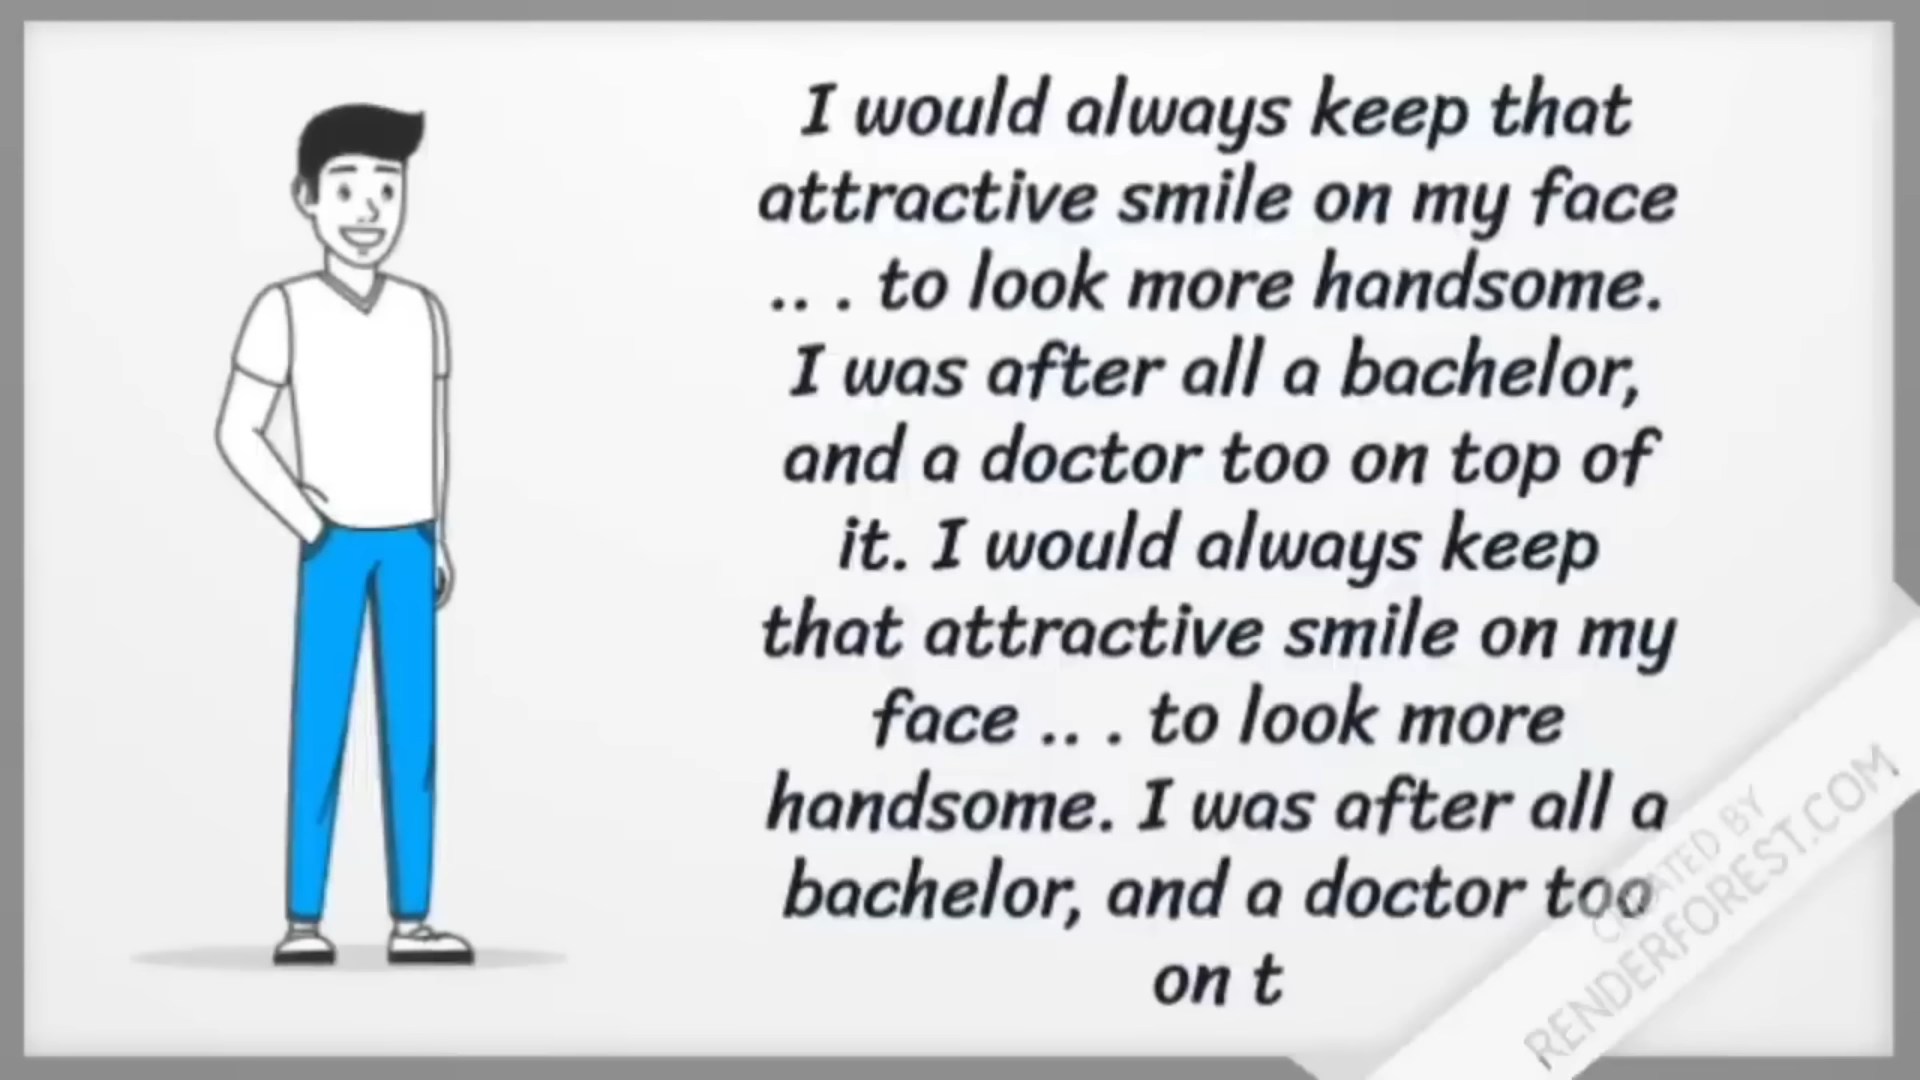 I would always keep that
attractive smile on my face
.. . to look more handsome.
I was after all a bachelor,
and a doctor too on top of
it. I would always keep
that attractive smile on my
face .. . to look more
handsome. I was after all a
bachelor, and a doctor too
on t
CREATED BY
RENDERFOREST.COM